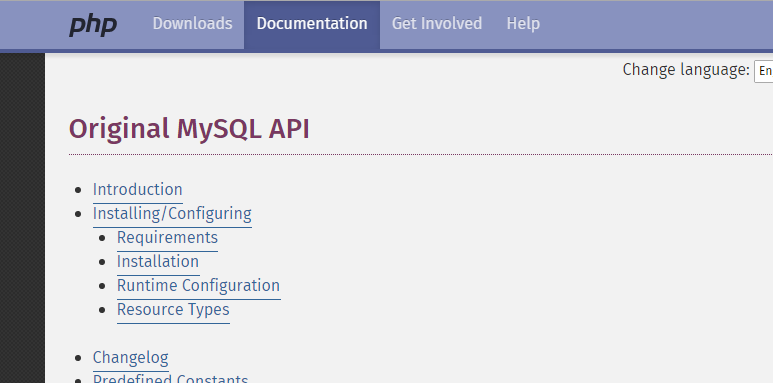 php Downloads Documentation Get Involved Help
Change language: En
Original MySQL API
Introduction
Installing/Configuring
Requirements
Installation
Runtime Configuration
Resource Types
Changelog
Predefined Constants